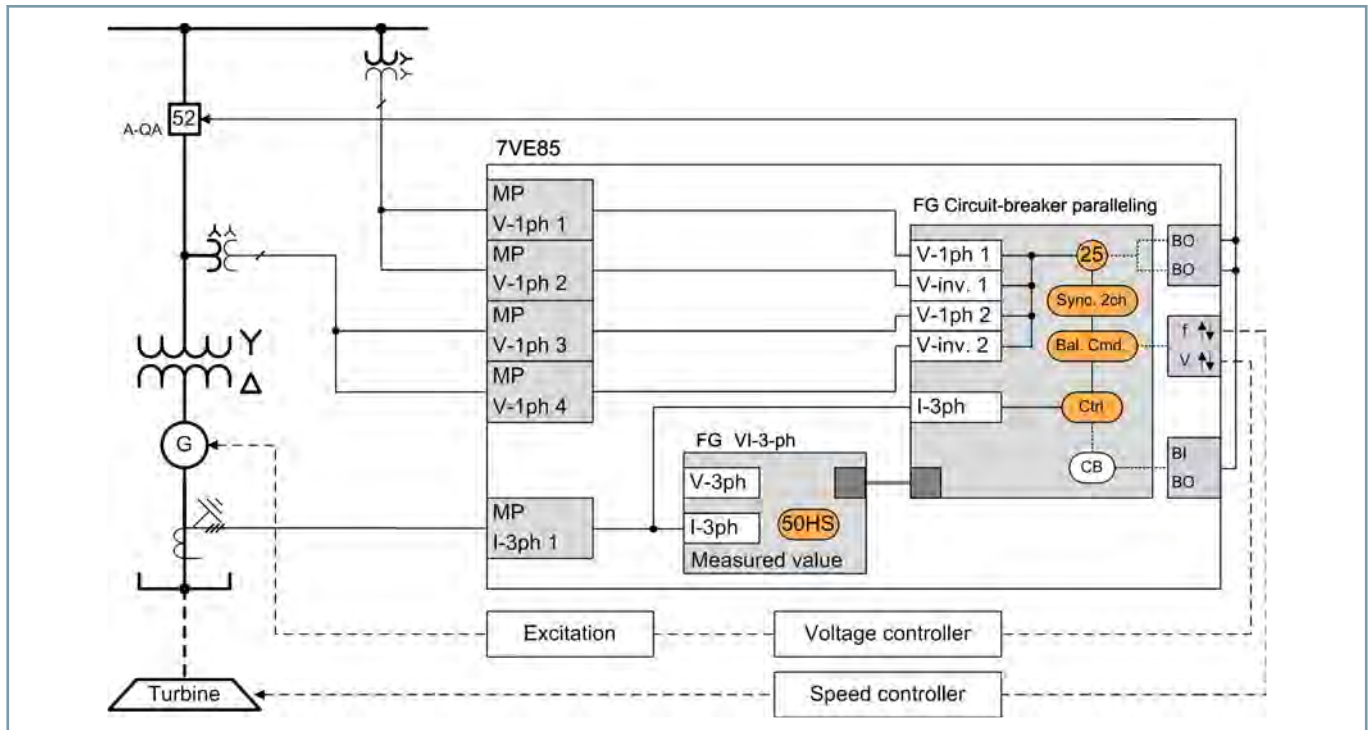 52
A-QA
7VE85
MP
V-1ph 1
MP
V-1ph 2
MP
V-1ph 3
MP
V-1ph 4
FG Circuit-breaker paralleling
V-1ph 1
V-inv. 1
V-1ph 2
V-inv. 2
I-3ph
25
Sync. 2ch
Bal. Cmd.
Ctrl
CB
BO
BO
f
V
BI
BO
Y
Δ
G
FG VI-3-ph
V-3ph
I-3ph
50HS
Measured value
MP
I-3ph 1
Excitation
Voltage controller
Turbine
Speed controller